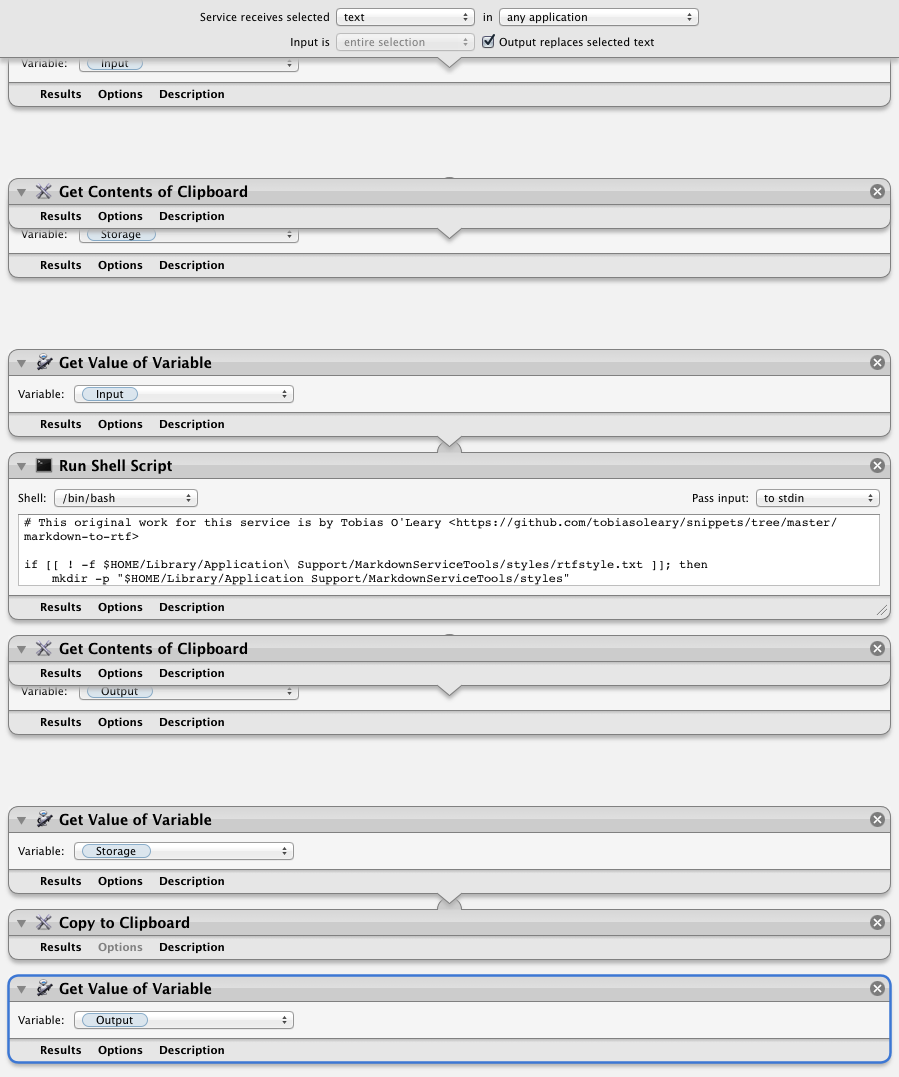 Service receives selected text in any application
Input is entire selection Output replaces selected text
Variable: Input
Results Options Description
Get Contents of Clipboard
Results Options Description
Variable: Storage
Results Options Description
Get Value of Variable
Variable: Input
Results Options Description
Run Shell Script
Shell: /bin/bash Pass input: to stdin
# This original work for this service is by Tobias O'Leary <https://github.com/tobiasoleary/snippets/tree/master/
markdown-to-rtf>
if [[ ! -f $HOME/Library/Application\ Support/MarkdownServiceTools/styles/rtfstyle.txt ]]; then
mkdir -p "$HOME/Library/Application Support/MarkdownServiceTools/styles"
Results Options Description
Get Contents of Clipboard
Results Options Description
Variable: Output
Results Options Description
Get Value of Variable
Variable: Storage
Results Options Description
Copy to Clipboard
Results Options Description
Get Value of Variable
Variable: Output
Results Options Description